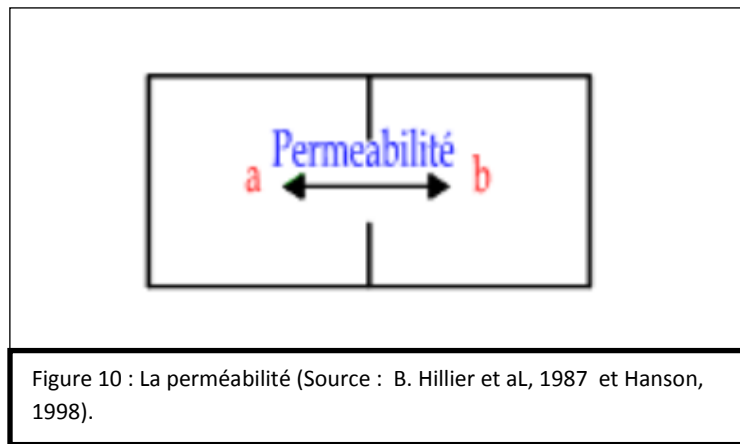 Permeabilité
a b
Figure 10 : La perméabilité (Source : B. Hillier et aL, 1987 et Hanson,
1998).